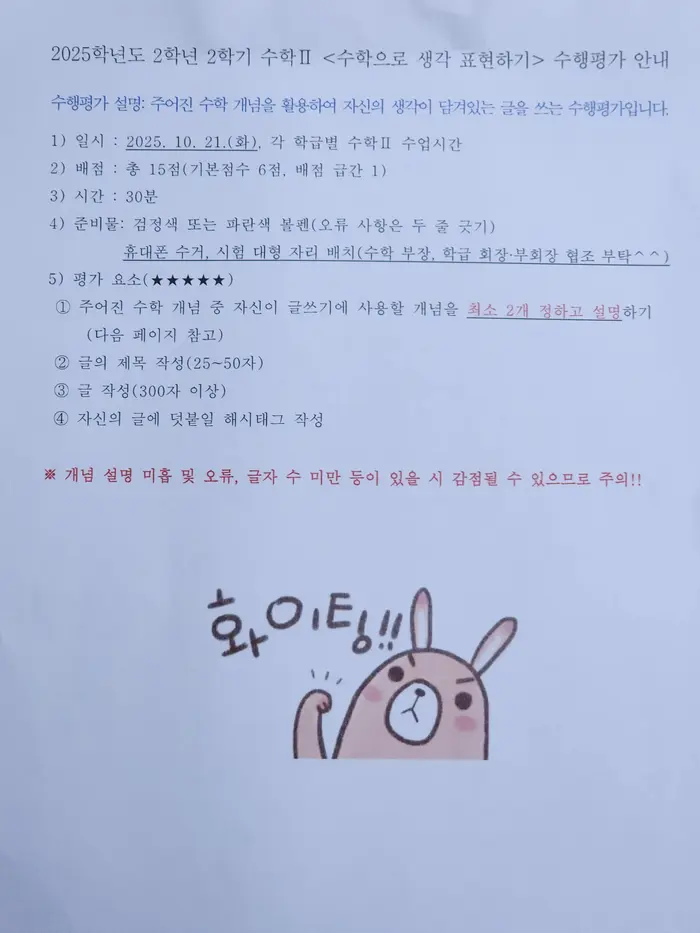 2025학년도 2학년 2학기 수학Ⅱ <수학으로 생각 표현하기> 수행평가 안내
수행평가 설명: 주어진 수학 개념을 활용하여 자신의 생각이 담겨있는 글을 쓰는 수행평가입니다.
1) 일시 : 2025. 10. 21.(화), 각 학급별 수학Ⅱ 수업시간
2) 배점 : 총 15점(기본점수 6점, 배점 급간 1)
3) 시간 : 30분
4) 준비물: 검정색 또는 파란색 볼펜(오류 사항은 두 줄 긋기)
휴대폰 수거, 시험 대형 자리 배치(수학 부장, 학급 회장·부회장 협조 부탁^^)
5) 평가 요소(★★★★★)
① 주어진 수학 개념 중 자신이 글쓰기에 사용할 개념을 최소 2개 정하고 설명하기
(다음 페이지 참고)
② 글의 제목 작성(25~50자)
③ 글 작성(300자 이상)
④ 자신의 글에 덧붙일 해시태그 작성
※ 개념 설명 미흡 및 오류, 글자 수 미만 등이 있을 시 감점될 수 있으므로 주의!!
화이팅!!